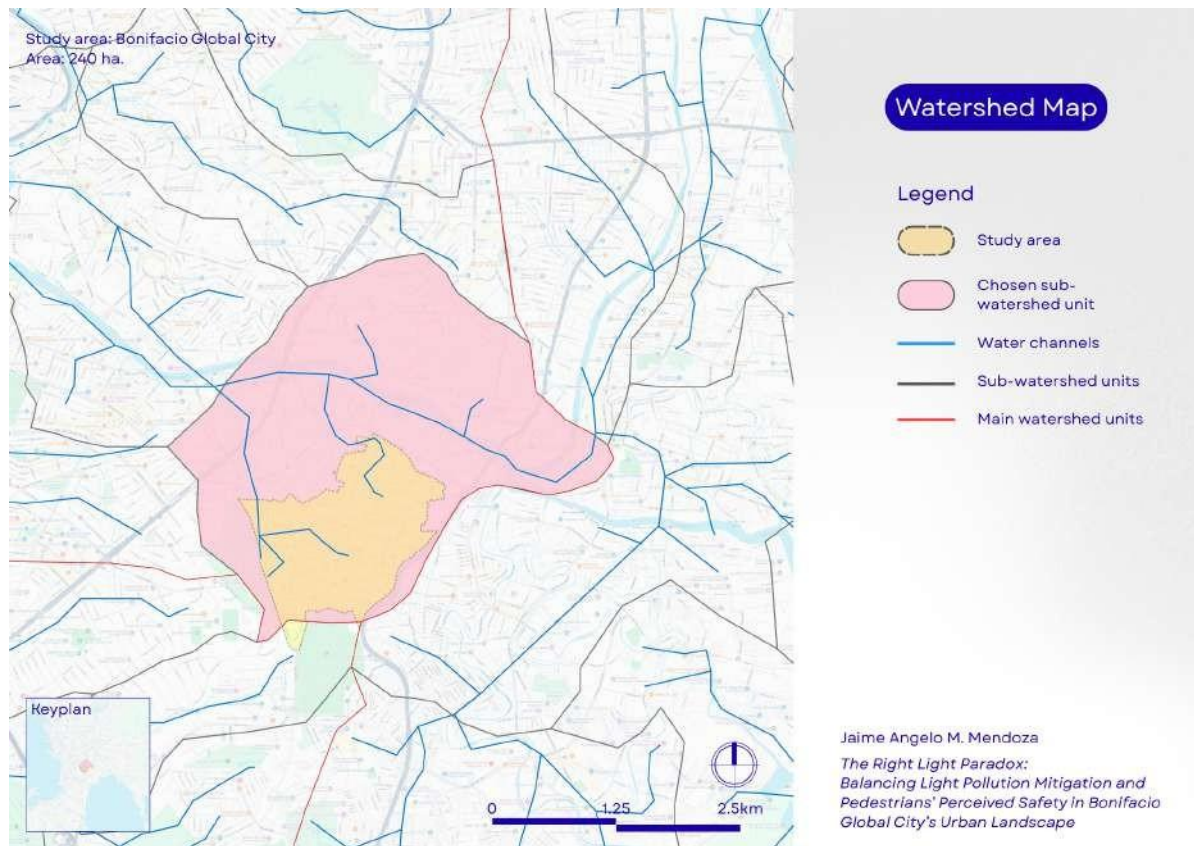 Study area: Bonifacio Global City
Area: 240 ha.
Watershed Map
Legend
Study area
Chosen sub-
watershed unit
Water channels
Sub-watershed units
Main watershed units
Keyplan
0 1.25 2.5km
Jaime Angelo M. Mendoza
The Right Light Paradox:
Balancing Light Pollution Mitigation and
Pedestrians' Perceived Safety in Bonifacio
Global City's Urban Landscape